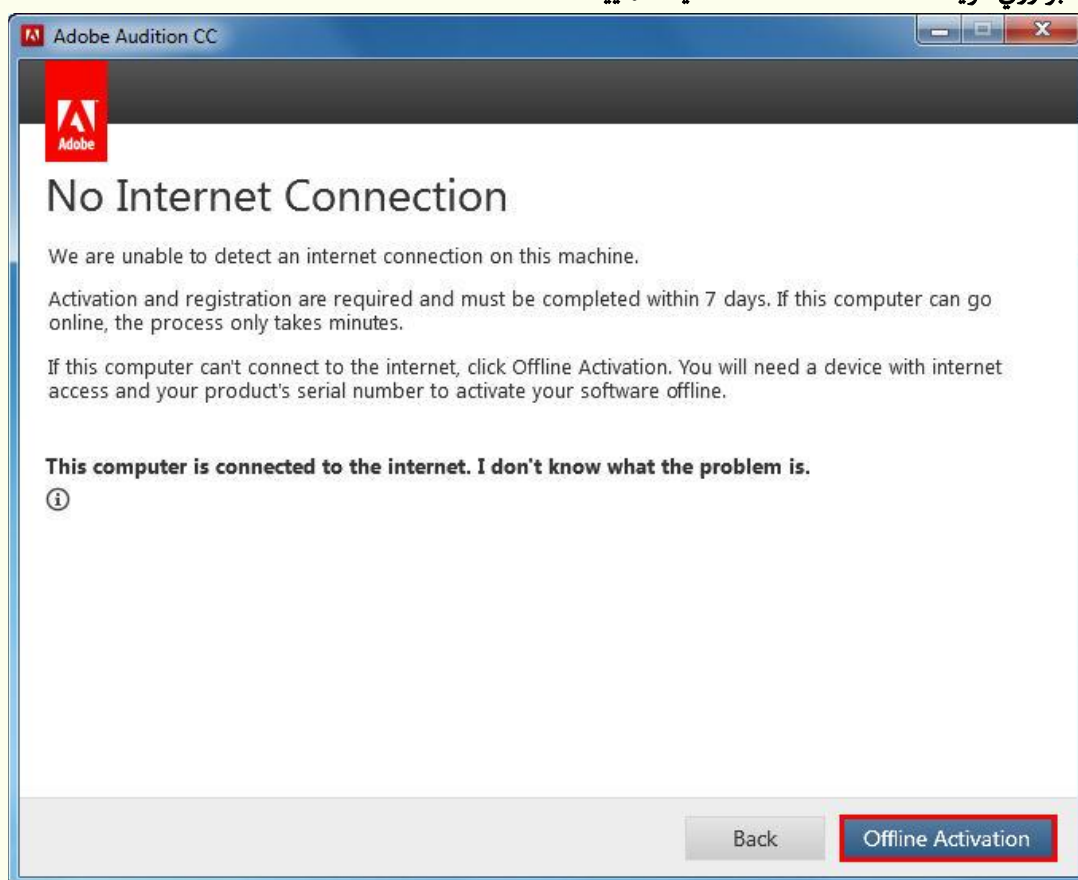 Adobe Audition CC
Adobe
No Internet Connection
We are unable to detect an internet connection on this machine.
Activation and registration are required and must be completed within 7 days. If this computer can go
online, the process only takes minutes.
If this computer can't connect to the internet, click Offline Activation. You will need a device with internet
access and your product's serial number to activate your software offline.
This computer is connected to the internet. I don't know what the problem is.
Back
Offline Activation